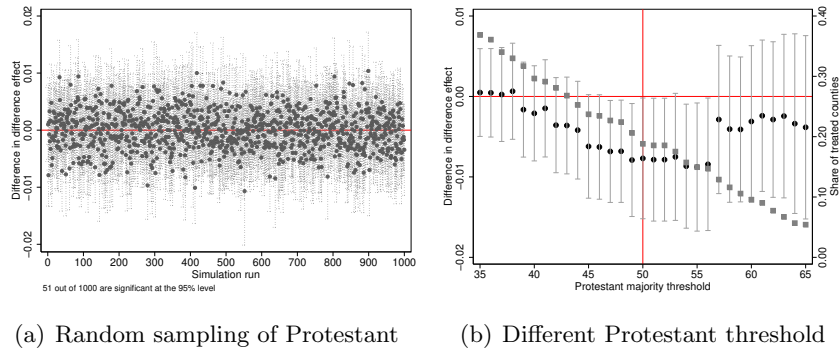 0.02
0.01
0.00
−0.01
−0.02
Difference in difference effect
0 100 200 300 400 500 600 700 800 900 1000
Simulation run
51 out of 1000 are significant at the 95% level
(a) Random sampling of Protestant
0.01
0.00
−0.01
−0.02
Difference in difference effect
0.40
0.30
0.20
0.10
0.00
Share of treated counties
35 40 45 50 55 60 65
Protestant majority threshold
(b) Different Protestant threshold